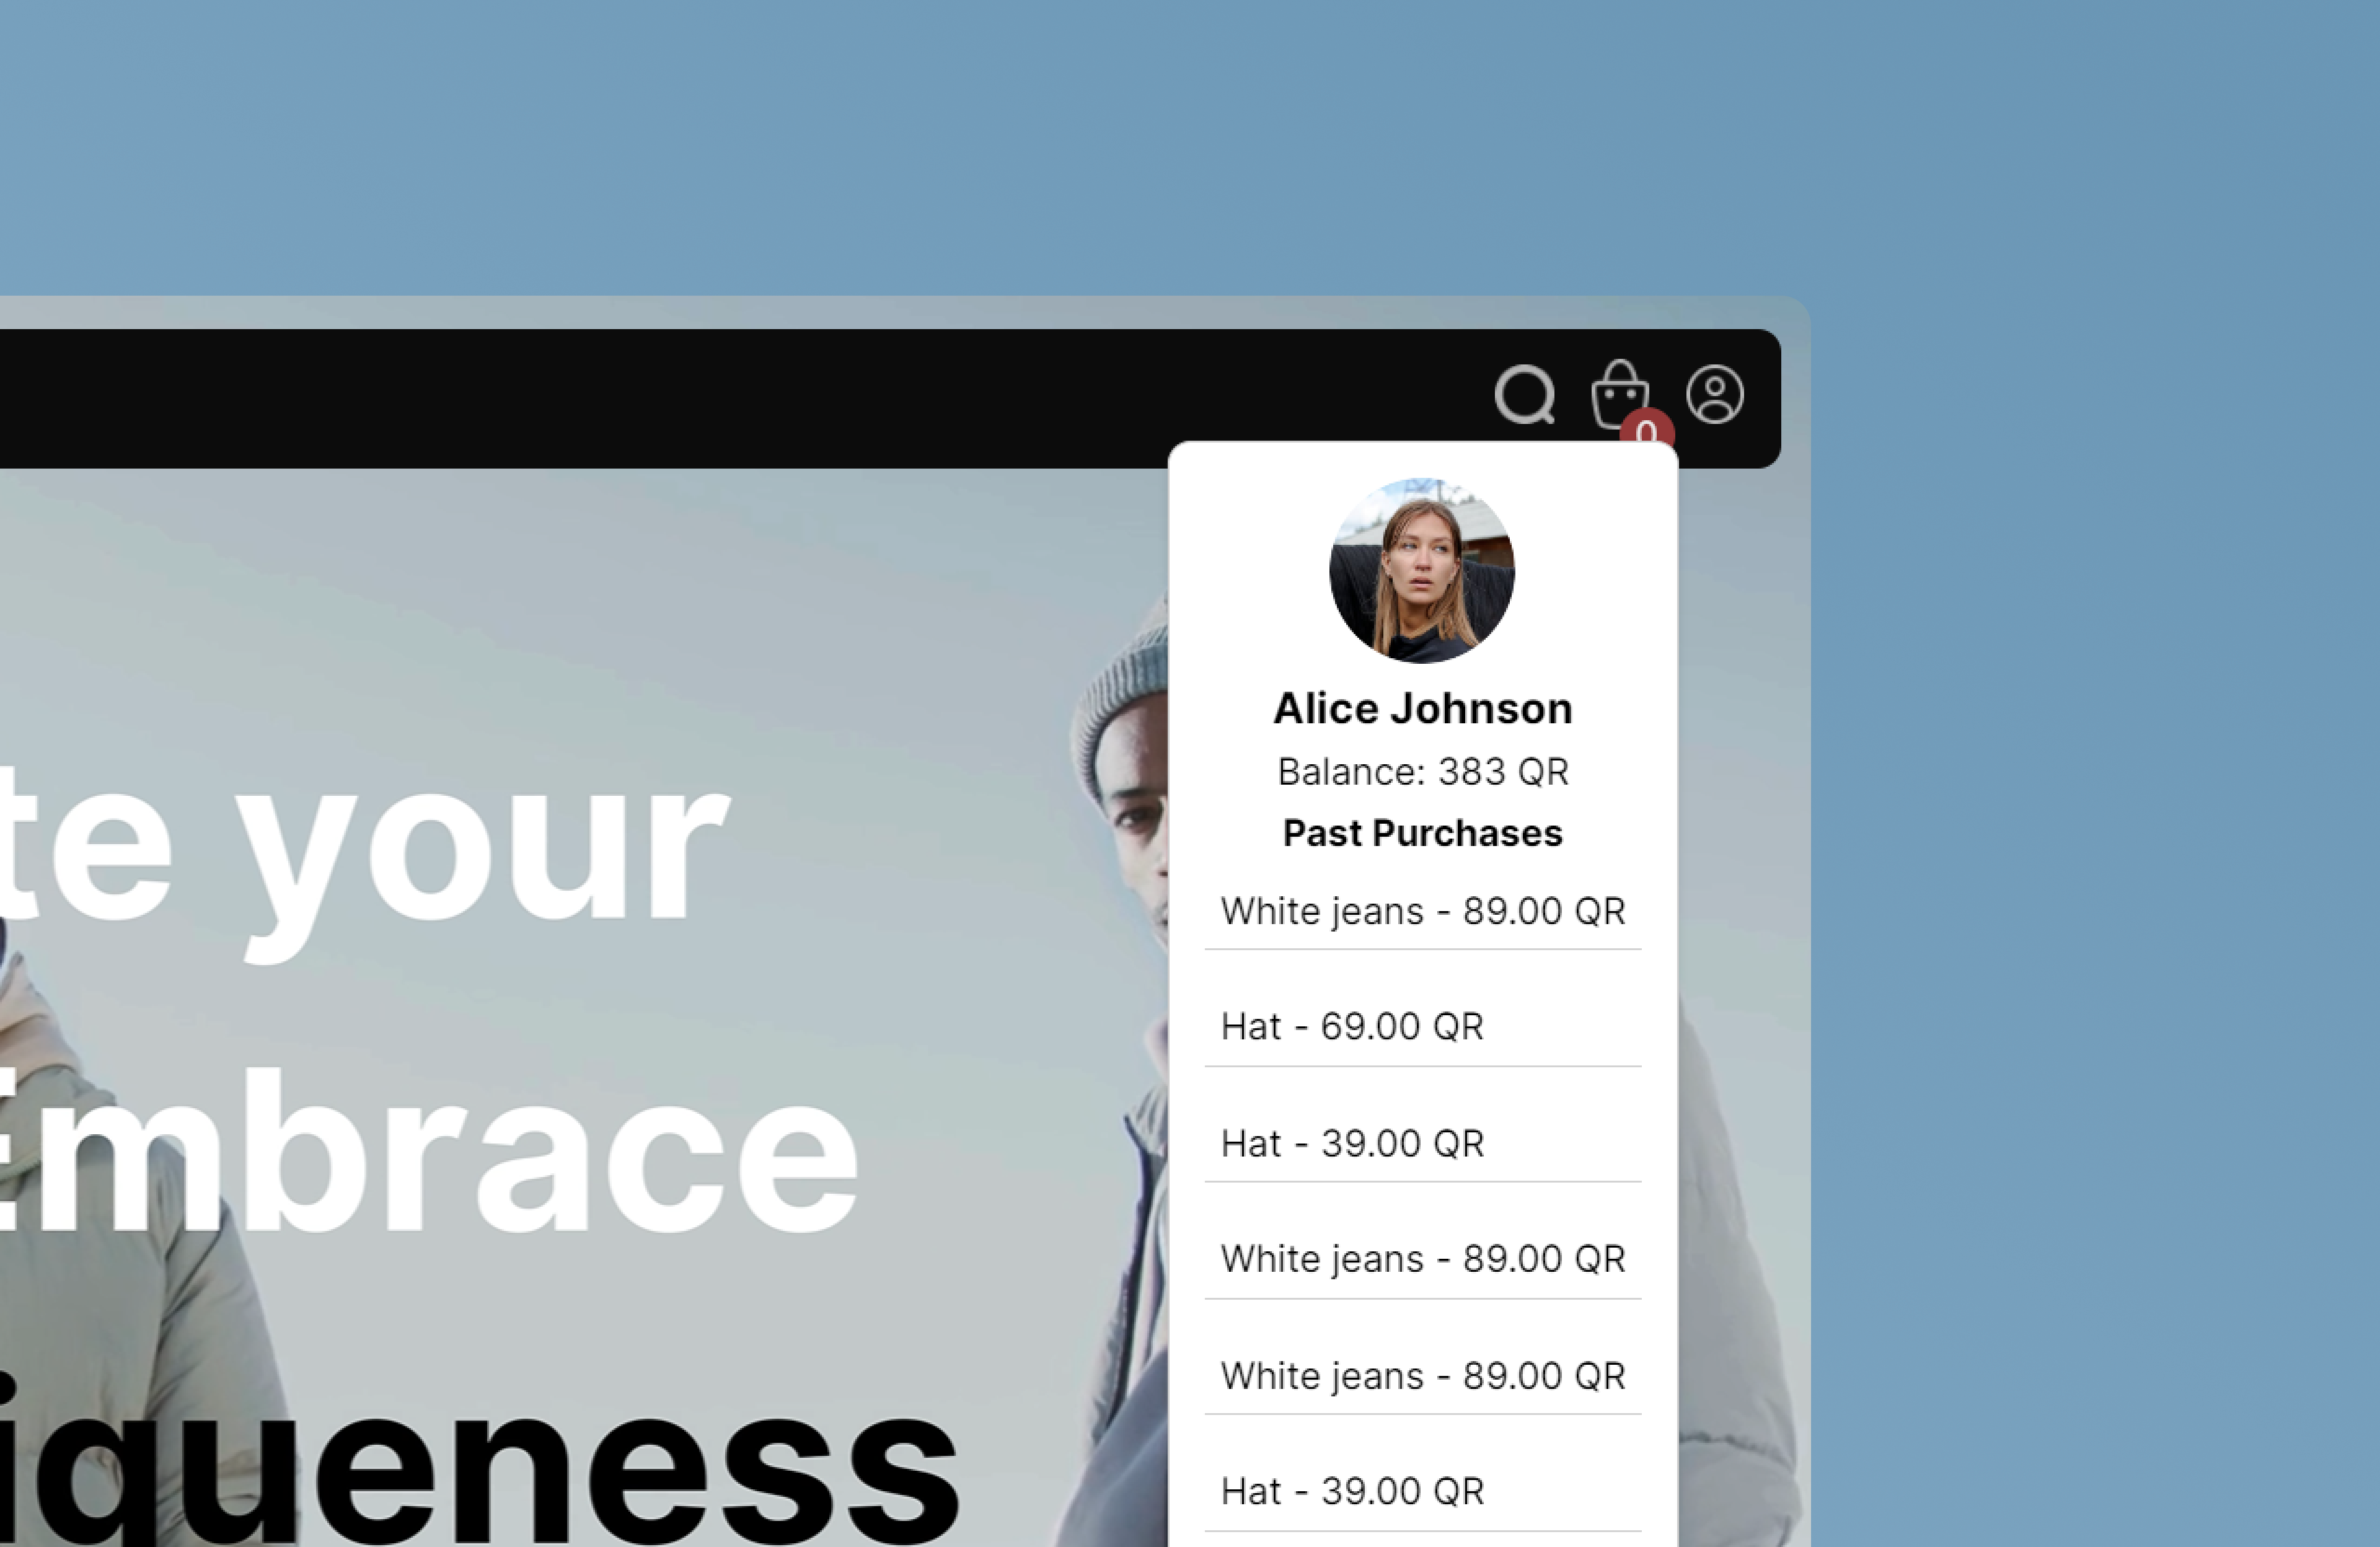 0
Alice Johnson
Balance: 383 QR
Past Purchases
White jeans - 89.00 QR
Hat - 69.00 QR
Hat - 39.00 QR
White jeans - 89.00 QR
White jeans - 89.00 QR
Hat - 39.00 QR
te your
Embrace
iqueness